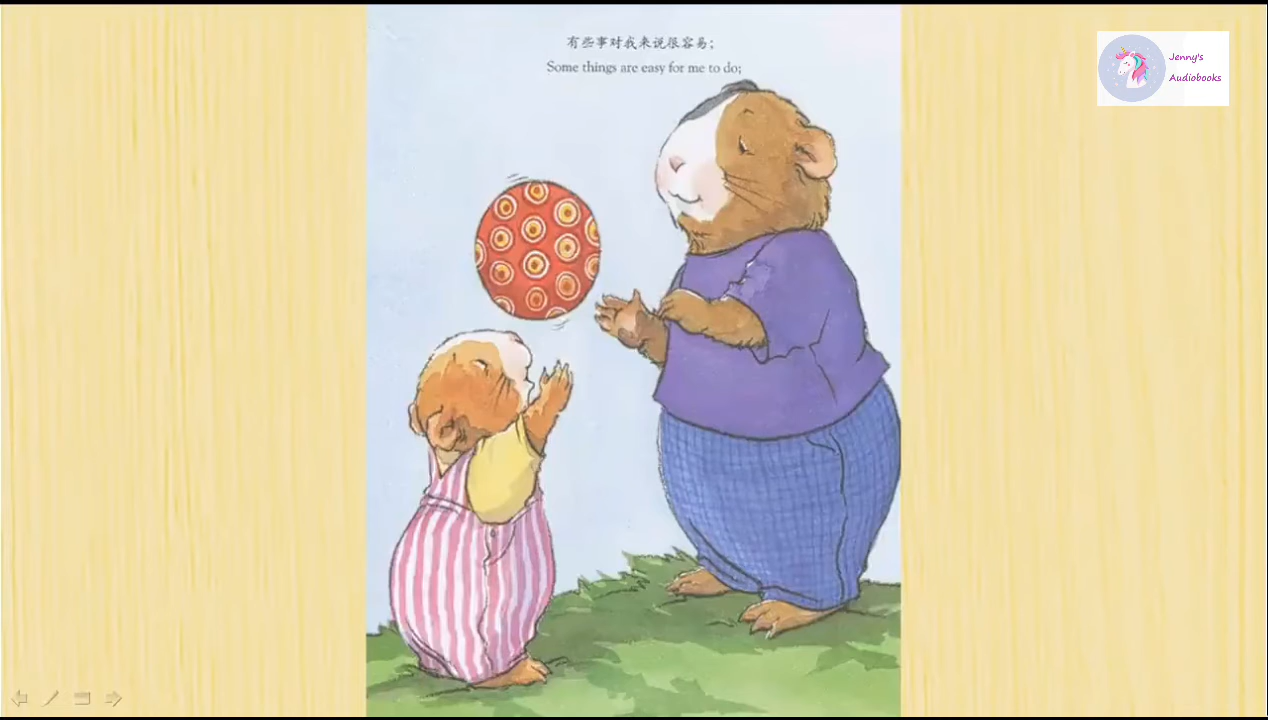 有些事对我来说很容易；
Some things are easy for me to do;
Jenny's
Audiobooks